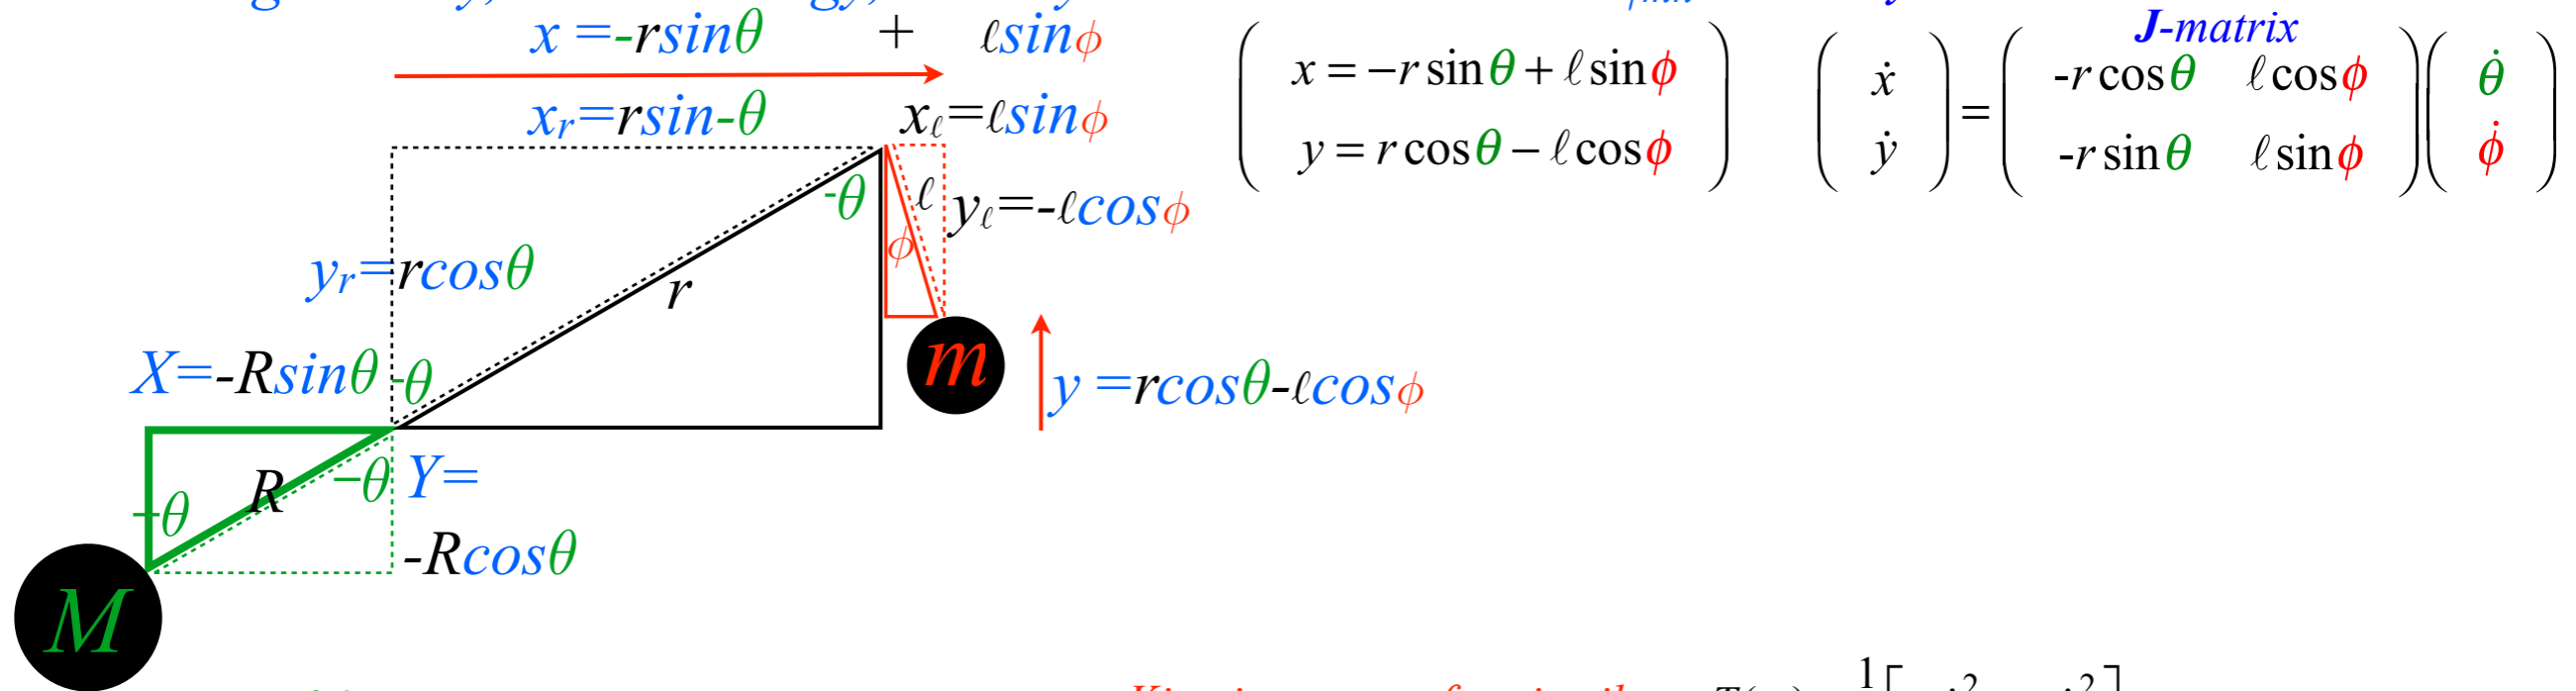 x =-rsinθ + ℓsinϕ
J-matrix
x = −r sinθ + ℓ sinϕ
y = r cosθ − ℓ cosϕ
ẋ = -r cosθ ℓ cosϕ θ̇
ẏ -r sinθ ℓ sinϕ ϕ̇
xr=rsin-θ xℓ=ℓsinϕ
-θ ℓ yℓ=-ℓcosϕ
ϕ
yr=rcosθ
r
m
X=-Rsinθ -θ
y =rcosθ-ℓcosϕ
R −θ Y=
−θ
-Rcosθ
M